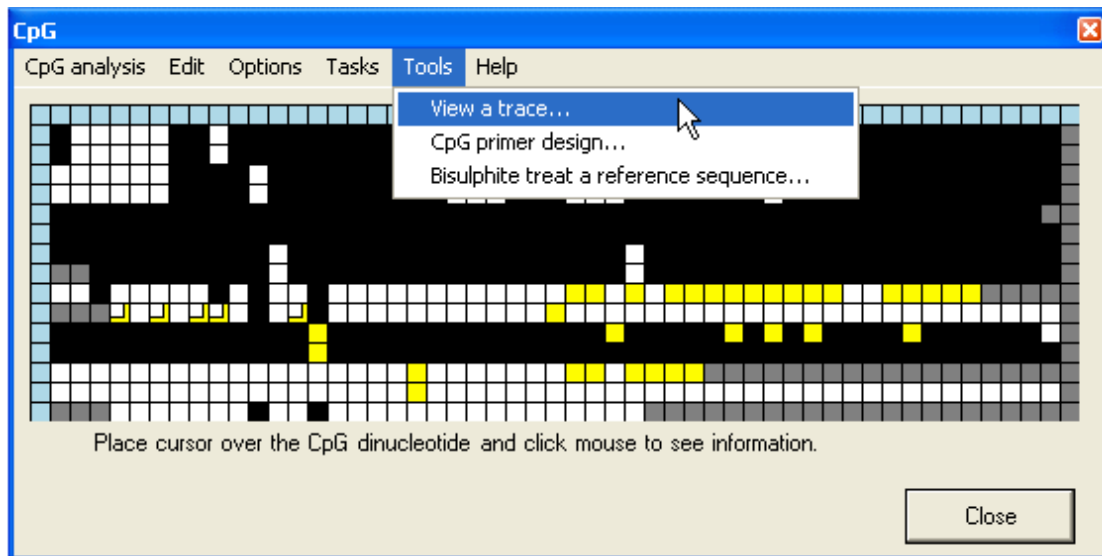 CpG
CpG analysis Edit Options Tasks Tools Help
View a trace...
CpG primer design...
Bisulphite treat a reference sequence...
Place cursor over the CpG dinucleotide and click mouse to see information.
Close